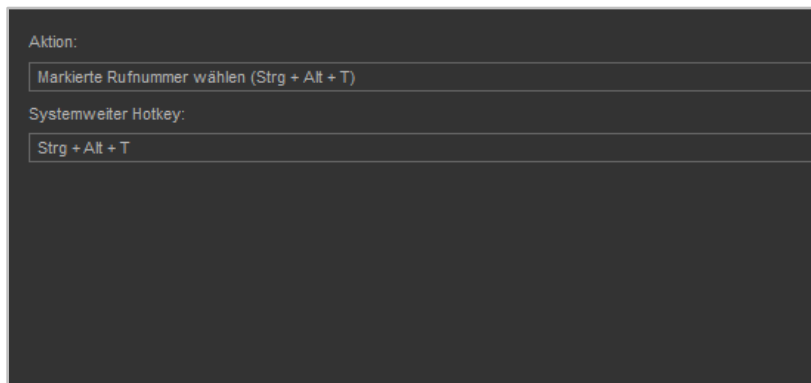 Aktion:
Markierte Rufnummer wählen (Strg + Alt + T)
Systemweiter Hotkey:
Strg + Alt + T